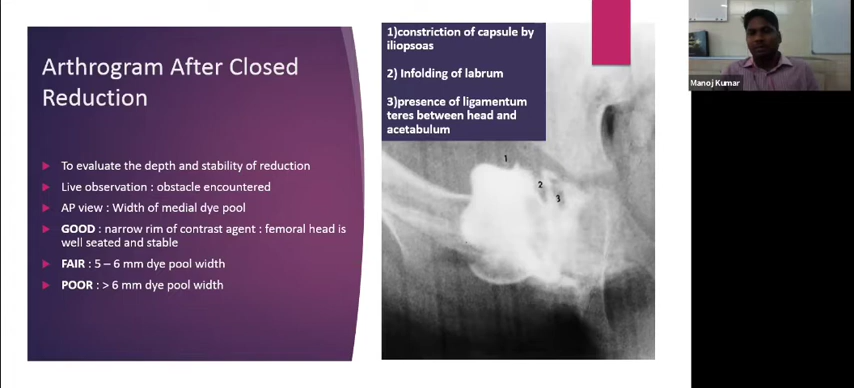 Arthrogram After Closed
Reduction
To evaluate the depth and stability of reduction
Live observation : obstacle encountered
AP view : Width of medial dye pool
GOOD : narrow rim of contrast agent : femoral head is
well seated and stable
FAIR : 5 – 6 mm dye pool width
POOR : > 6 mm dye pool width
1)constriction of capsule by
iliopsoas
2) Infolding of labrum
3)presence of ligamentum
teres between head and
acetabulum
1
2
3
Manoj Kumar